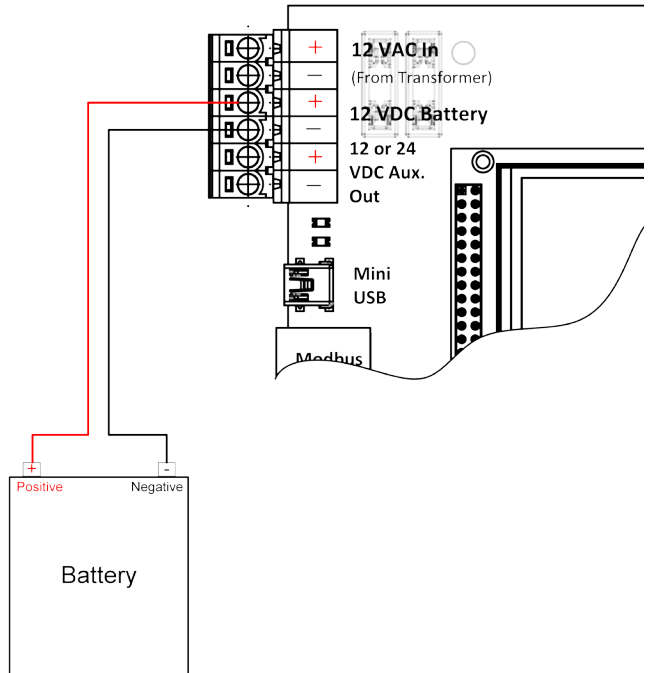 + 12 VAC In
– (From Transformer)
+ 12 VDC Battery
– 12 or 24
+ VDC Aux.
– Out
Mini
USB
Modbus
+ -
Positive Negative
Battery